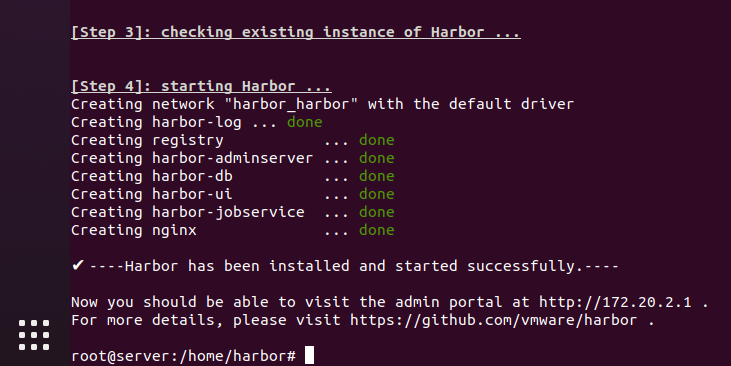 [Step 3]: checking existing instance of Harbor ...
[Step 4]: starting Harbor ...
Creating network "harbor_harbor" with the default driver
Creating harbor-log ... done
Creating registry ... done
Creating harbor-adminserver ... done
Creating harbor-db ... done
Creating harbor-ui ... done
Creating harbor-jobservice ... done
Creating nginx ... done
✔ ----Harbor has been installed and started successfully.----
Now you should be able to visit the admin portal at http://172.20.2.1 .
For more details, please visit https://github.com/vmware/harbor .
root@server:/home/harbor#